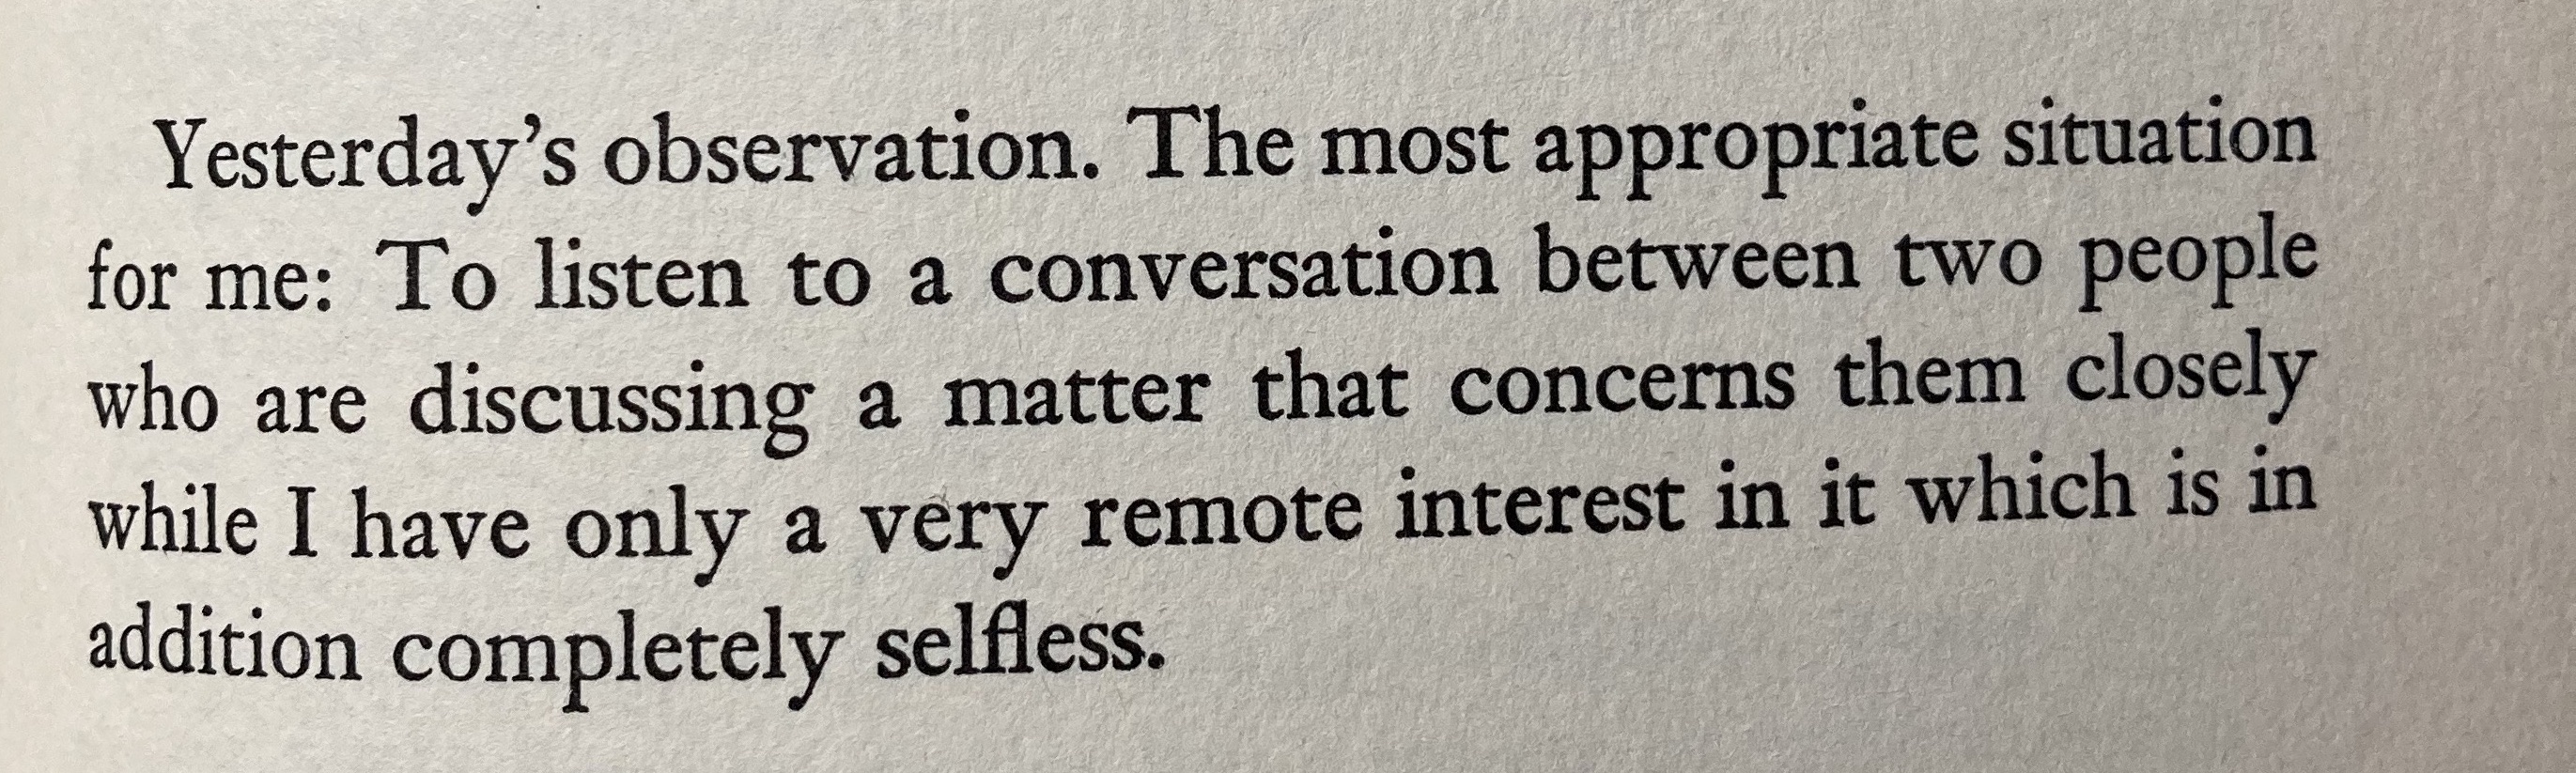 Yesterday’s observation. The most appropriate situation
for me: To listen to a conversation between two people
who are discussing a matter that concerns them closely
while I have only a very remote interest in it which is in
addition completely selfless.